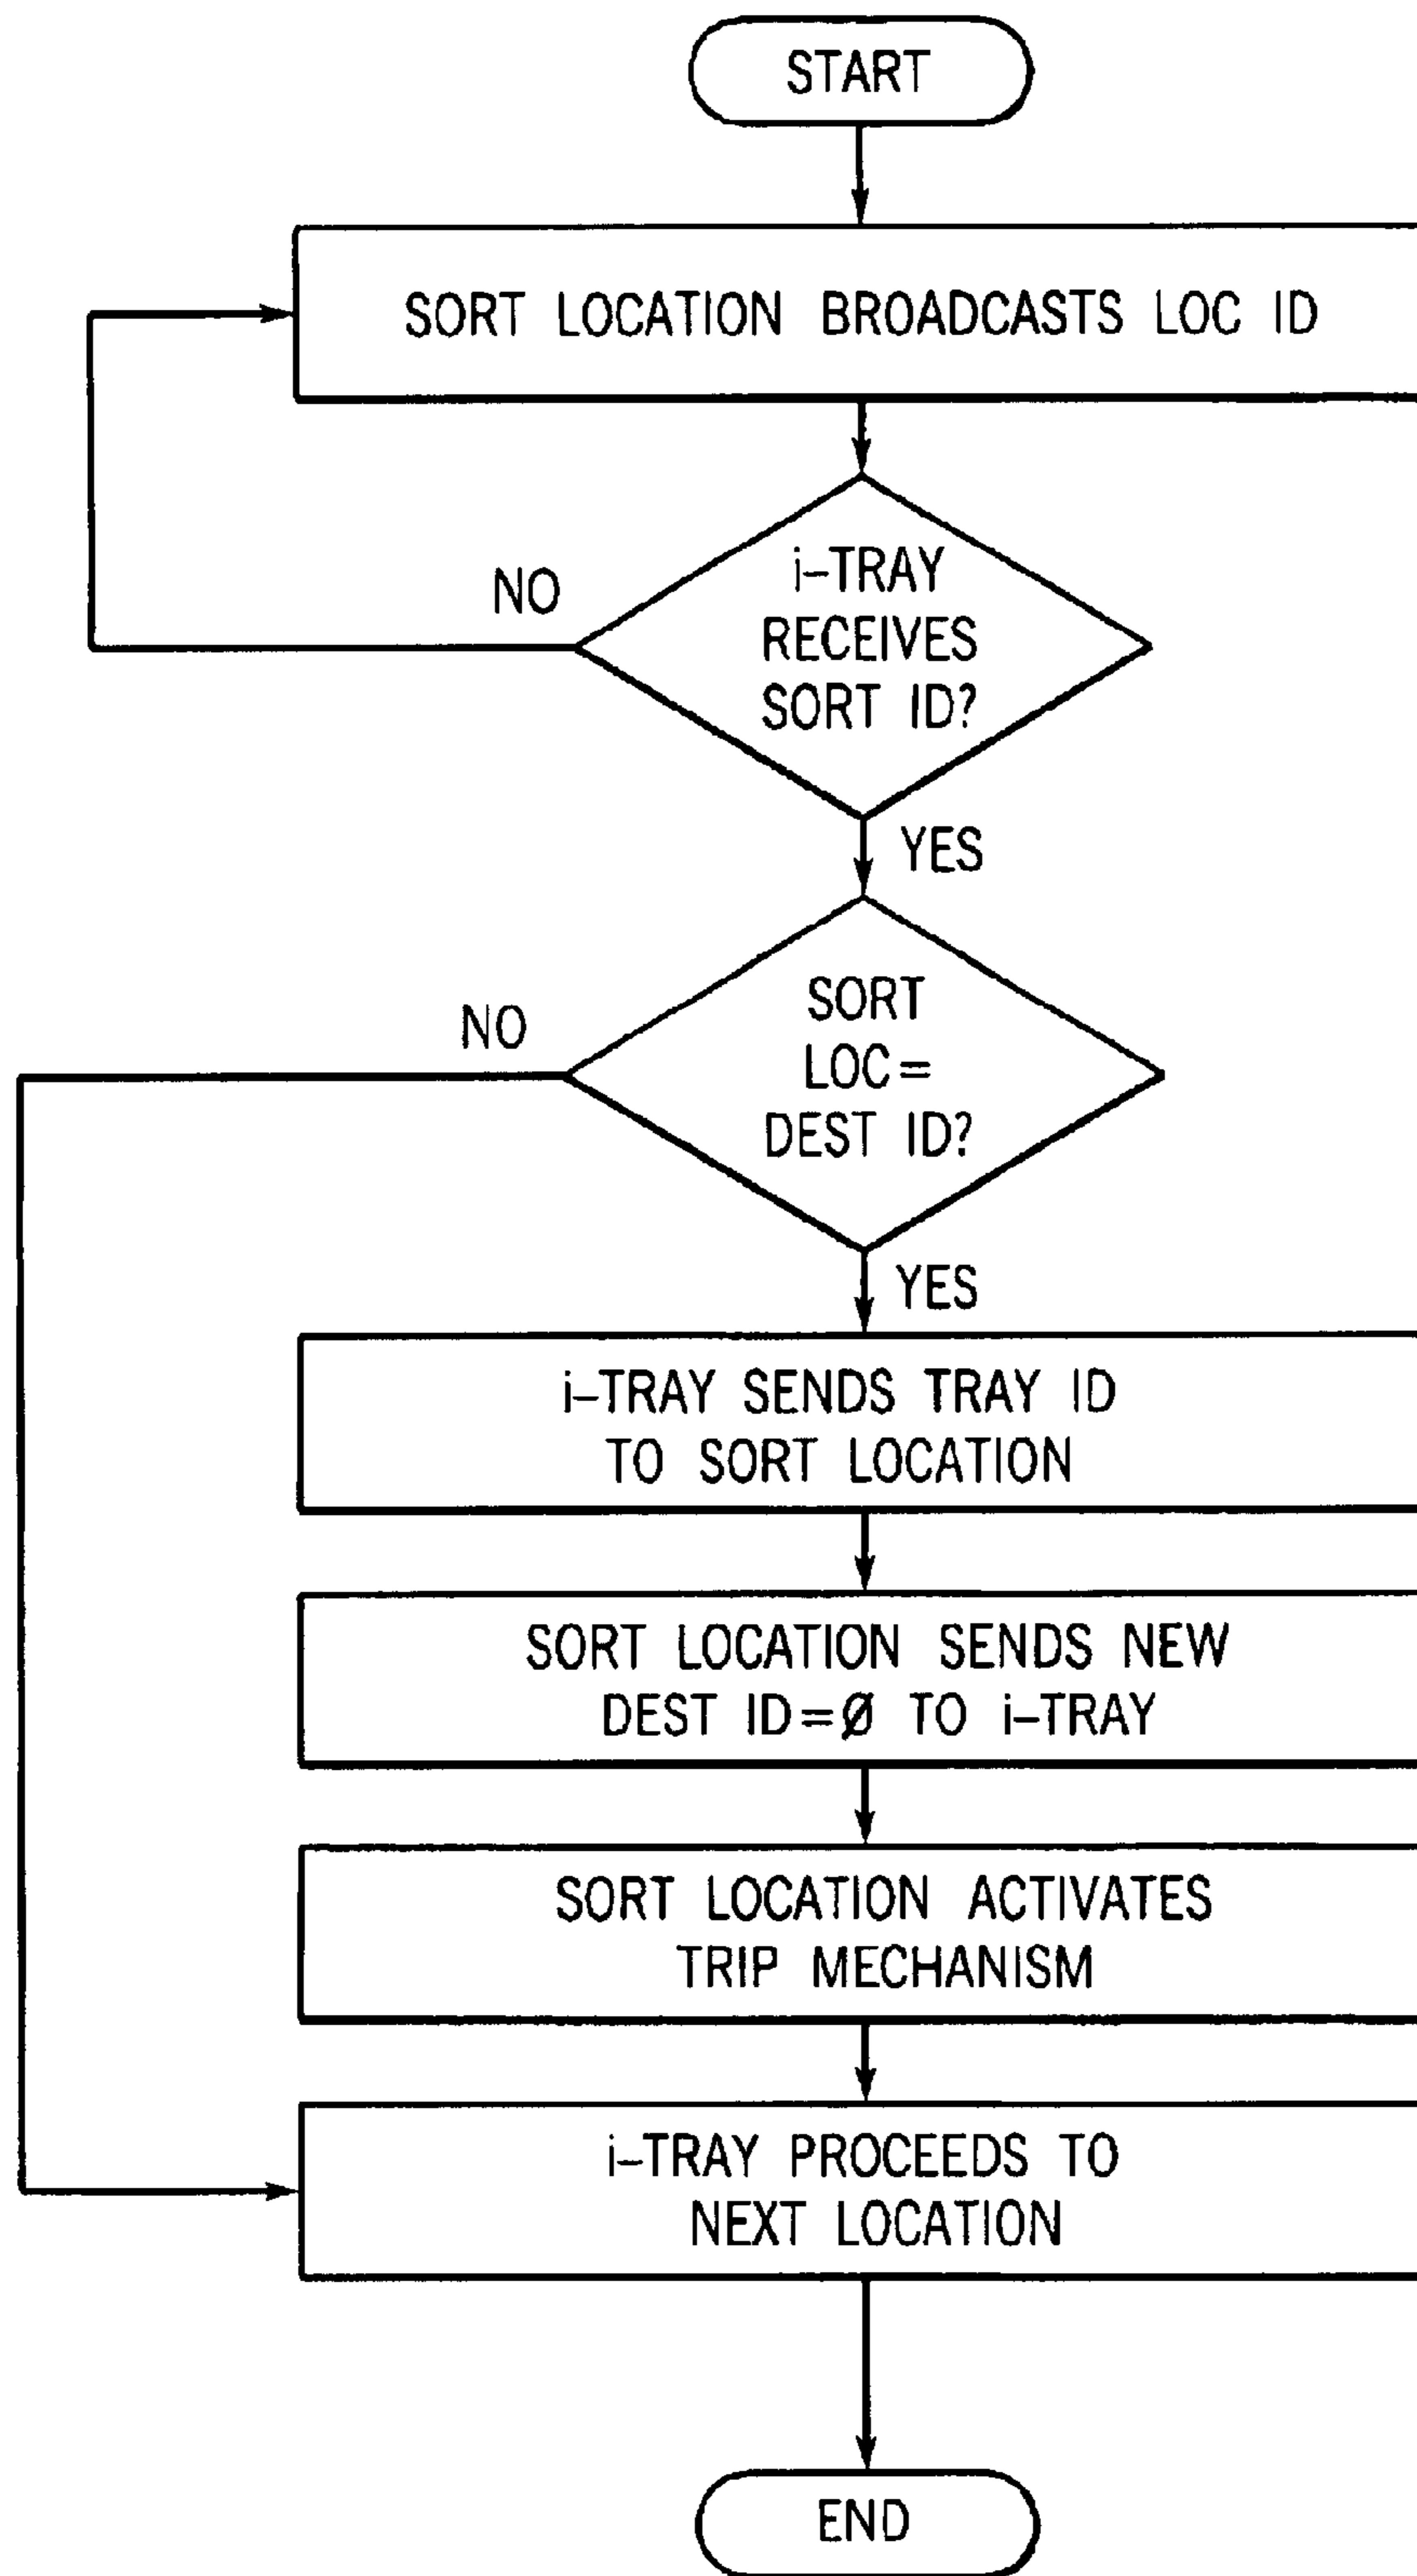 START
SORT LOCATION BROADCASTS LOC ID
i-TRAY
RECEIVES
SORT ID?
NO
YES
SORT
LOC=
DEST ID?
NO
YES
i-TRAY SENDS TRAY ID
TO SORT LOCATION
SORT LOCATION SENDS NEW
DEST ID=Ø TO i-TRAY
SORT LOCATION ACTIVATES
TRIP MECHANISM
i-TRAY PROCEEDS TO
NEXT LOCATION
END